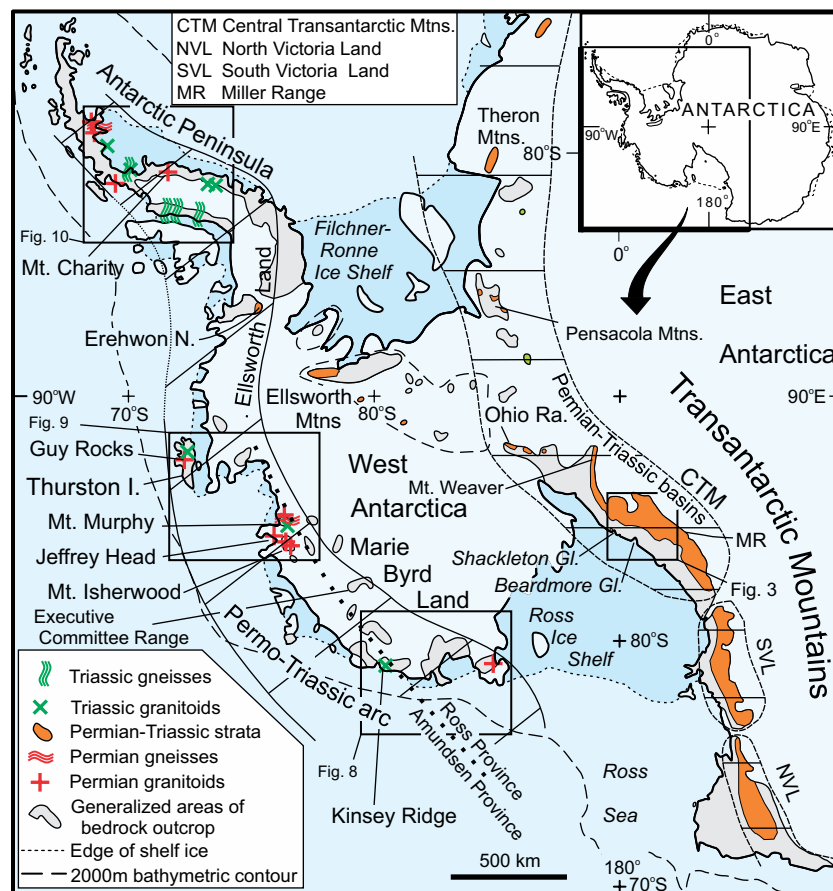 CTM Central Transantarctic Mtns.
NVL North Victoria Land
SVL South Victoria Land
MR Miller Range
0°
ANTARCTICA
90°W
90°E
180°
0°
80°S
Theron
Mtns.
Antarctic Peninsula
Filchner-
Ronne
Ice Shelf
Fig. 10
Mt. Charity
Ellsworth Land
Erehwon N.
East
Antarctica
Pensacola Mtns.
90°W
70°S
Ellsworth
Mtns
80°S
90°E
Ohio Ra.
Permian-Triassic basins
Transantarctic Mountains
CTM
Fig. 9
Guy Rocks
Thurston I.
West
Antarctica
Mt. Weaver
MR
Mt. Murphy
Jeffrey Head
Shackleton Gl.
Beardmore Gl.
Fig. 3
Mt. Isherwood
Marie
Byrd
Land
Executive
Committee Range
Ross
Ice
Shelf
80°S
SVL
Permo-Triassic arc
Ross Province
Amundsen Province
Fig. 8
Kinsey Ridge
Ross
Sea
NVL
Triassic gneisses
Triassic granitoids
Permian-Triassic strata
Permian gneisses
Permian granitoids
Generalized areas of
bedrock outcrop
Edge of shelf ice
2000m bathymetric contour
500 km
180°
70°S